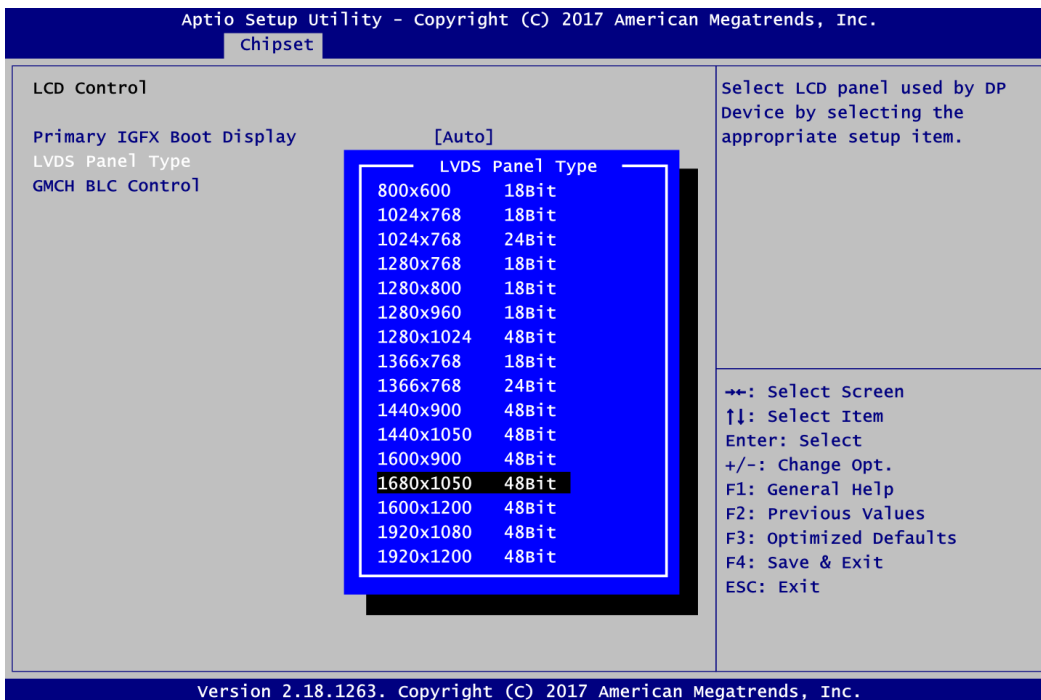 Aptio Setup Utility - Copyright (C) 2017 American Megatrends, Inc.
Chipset
LCD Control
Primary IGFX Boot Display [Auto]
LVDS Panel Type
GMCH BLC Control
LVDS Panel Type
800x600 18Bit
1024x768 18Bit
1024x768 24Bit
1280x768 18Bit
1280x800 18Bit
1280x960 18Bit
1280x1024 48Bit
1366x768 18Bit
1366x768 24Bit
1440x900 48Bit
1440x1050 48Bit
1600x900 48Bit
1680x1050 48Bit
1600x1200 48Bit
1920x1080 48Bit
1920x1200 48Bit
Select LCD panel used by DP
Device by selecting the
appropriate setup item.
→←: Select Screen
↑↓: Select Item
Enter: Select
+/-: Change Opt.
F1: General Help
F2: Previous Values
F3: Optimized Defaults
F4: Save & Exit
ESC: Exit
Version 2.18.1263. Copyright (C) 2017 American Megatrends, Inc.